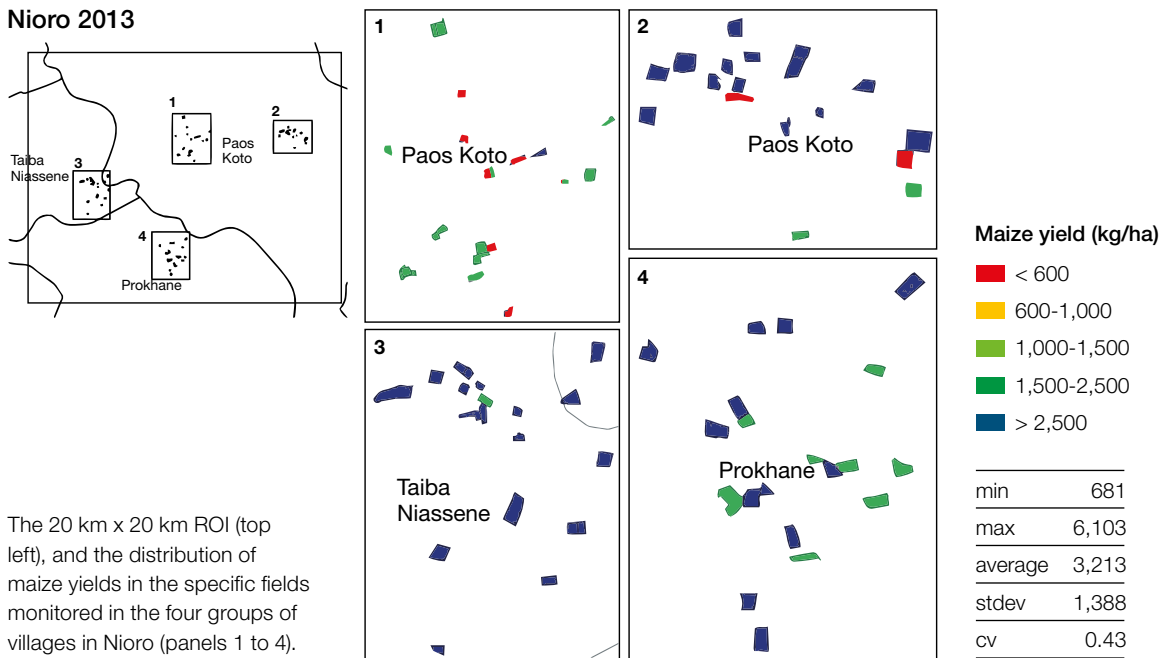 Nioro 2013
1
2
Paos
Koto
Taiba
Niassene
3
4
Prokhane
The 20 km x 20 km ROI (top
left), and the distribution of
maize yields in the specific fields
monitored in the four groups of
villages in Nioro (panels 1 to 4).
1
Paos Koto
2
Paos Koto
3
Taiba
Niassene
4
Prokhane
Maize yield (kg/ha)
< 600
600-1,000
1,000-1,500
1,500-2,500
> 2,500
min 681
max 6,103
average 3,213
stdev 1,388
cv 0.43